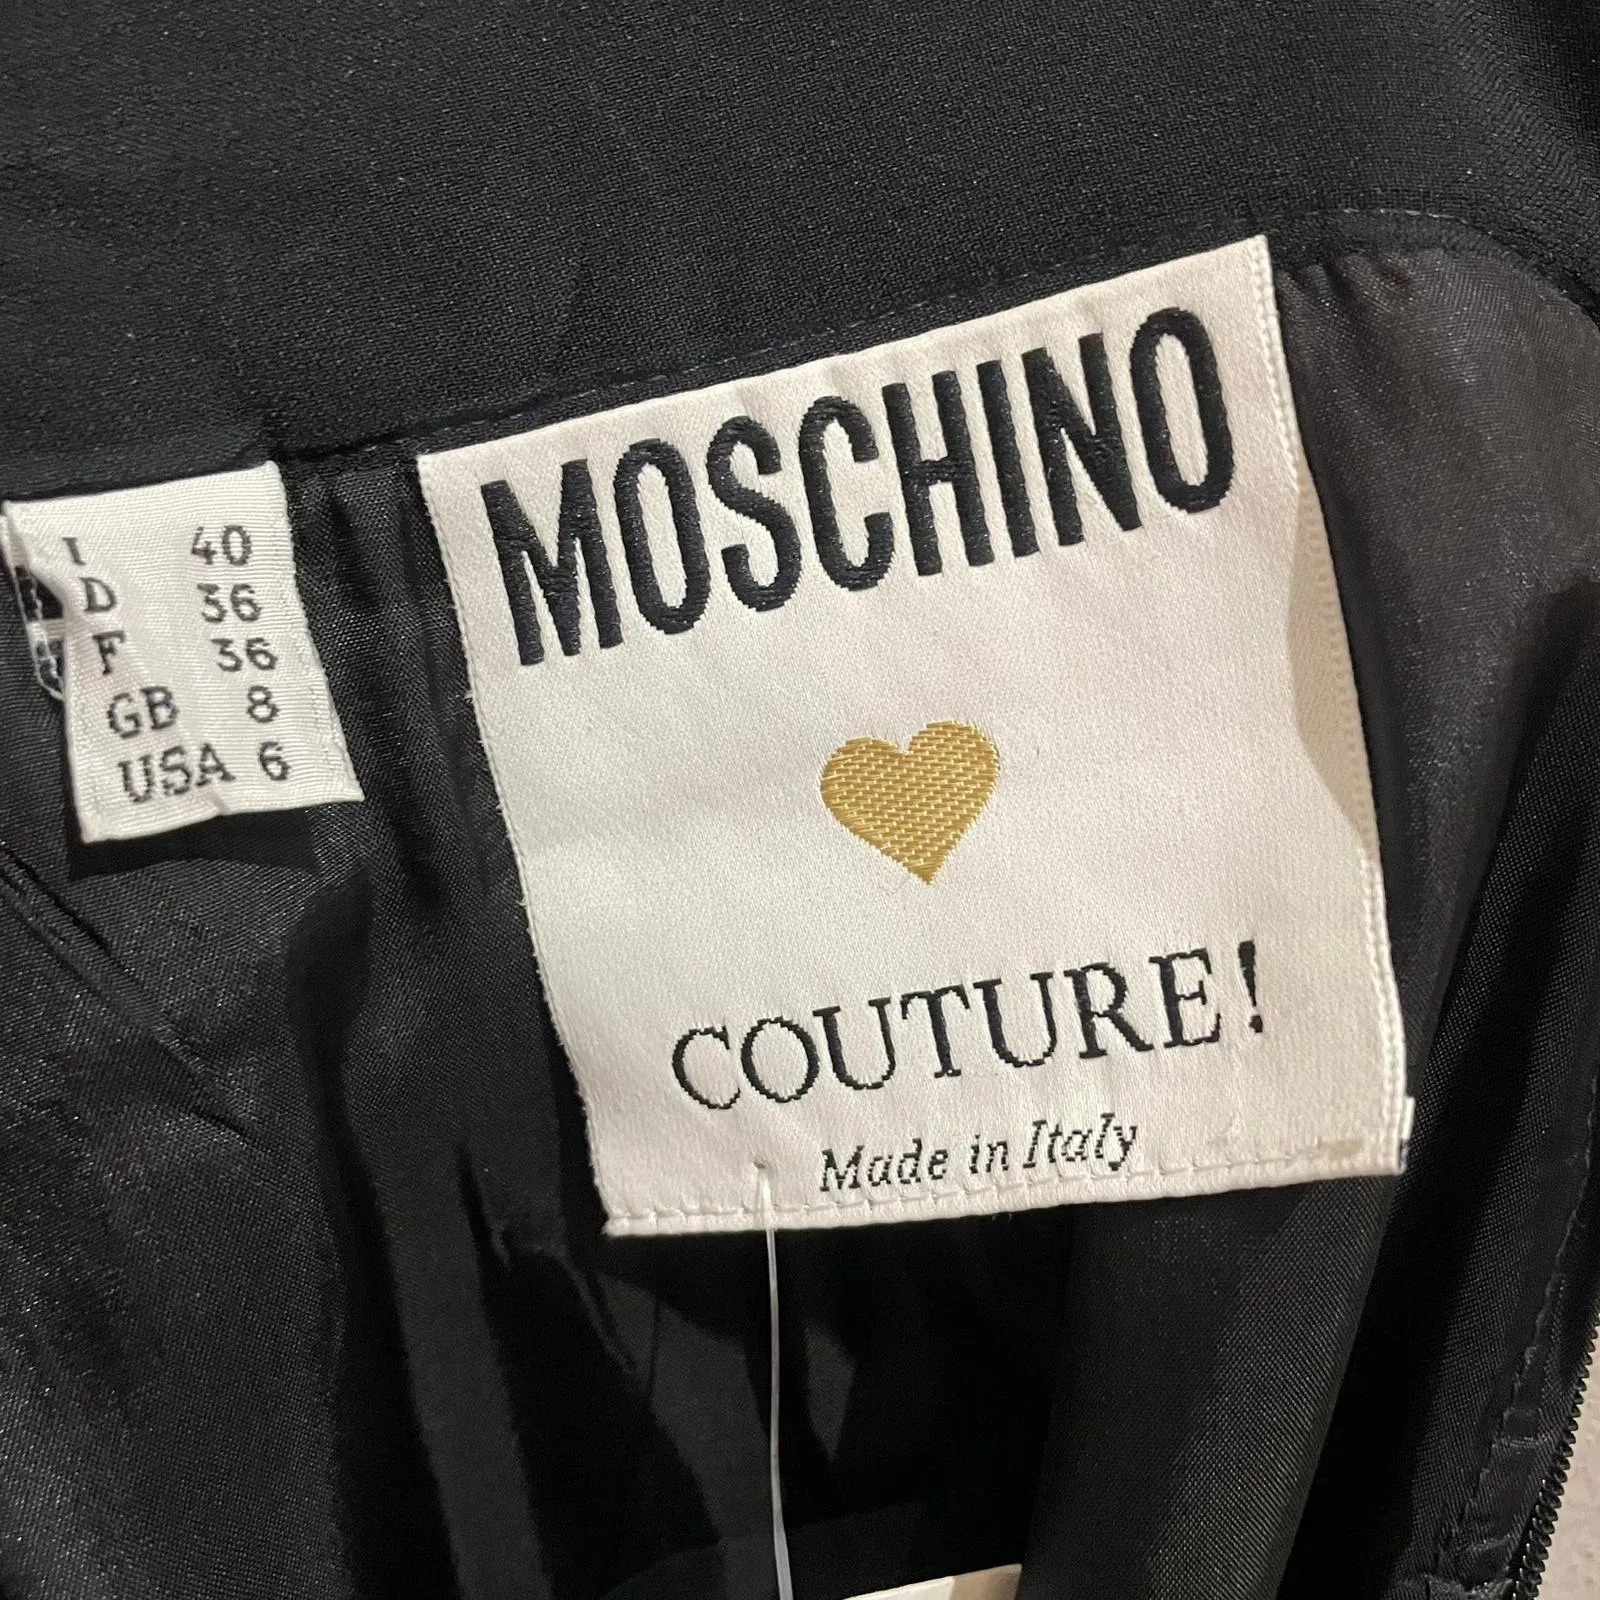 I 40
D 36
F 36
GB 8
USA 6
MOSCHINO
COUTURE!
Made in Italy